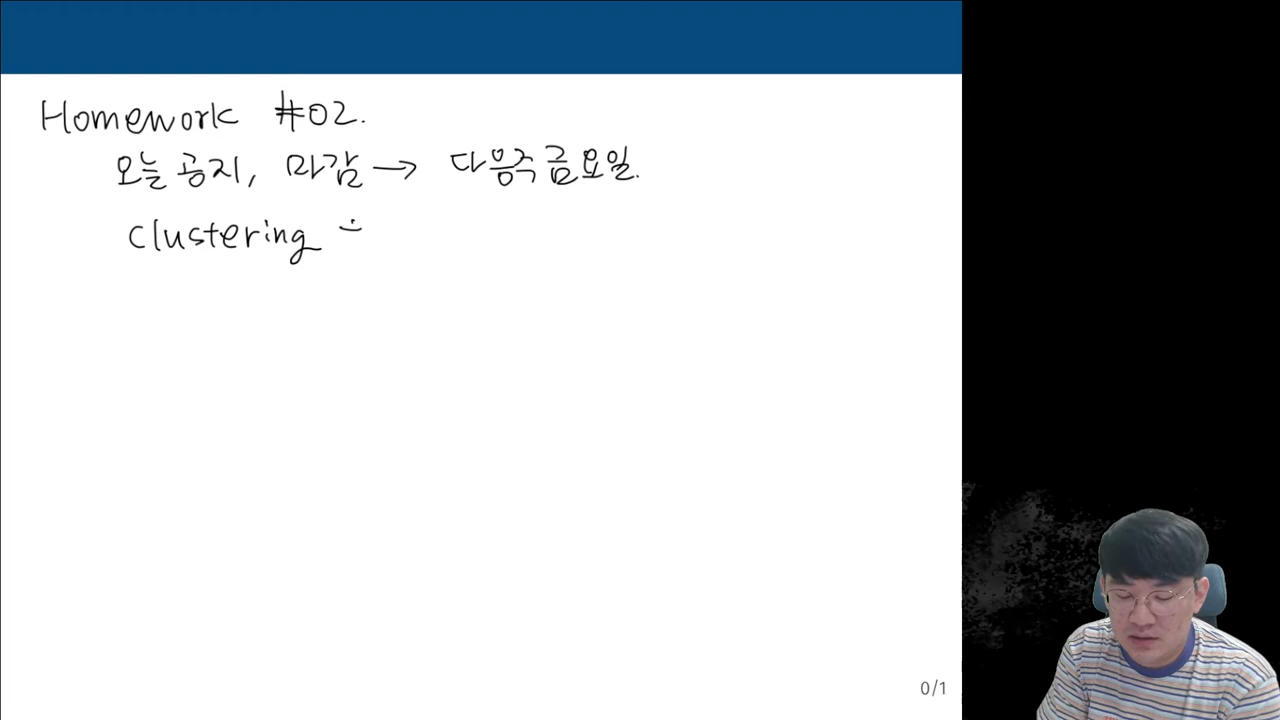 Homework #02.
오늘 공지, 마감 → 다음주 금요일.
clustering
0/1